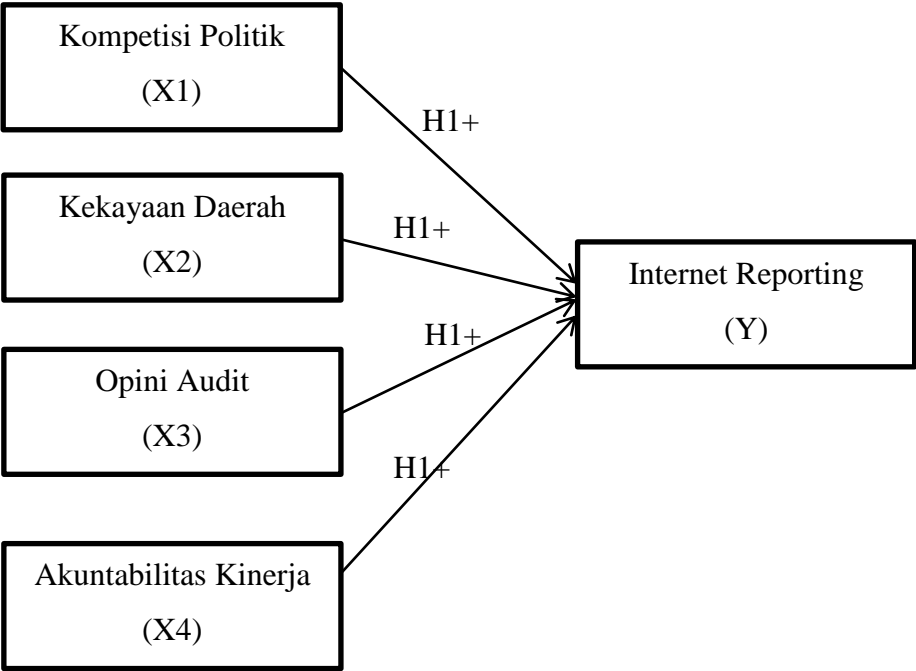 Kompetisi Politik
(X1)
H1+
Kekayaan Daerah
(X2)
H1+
Internet Reporting
(Y)
Opini Audit
(X3)
H1+
Akuntabilitas Kinerja
(X4)
H1+